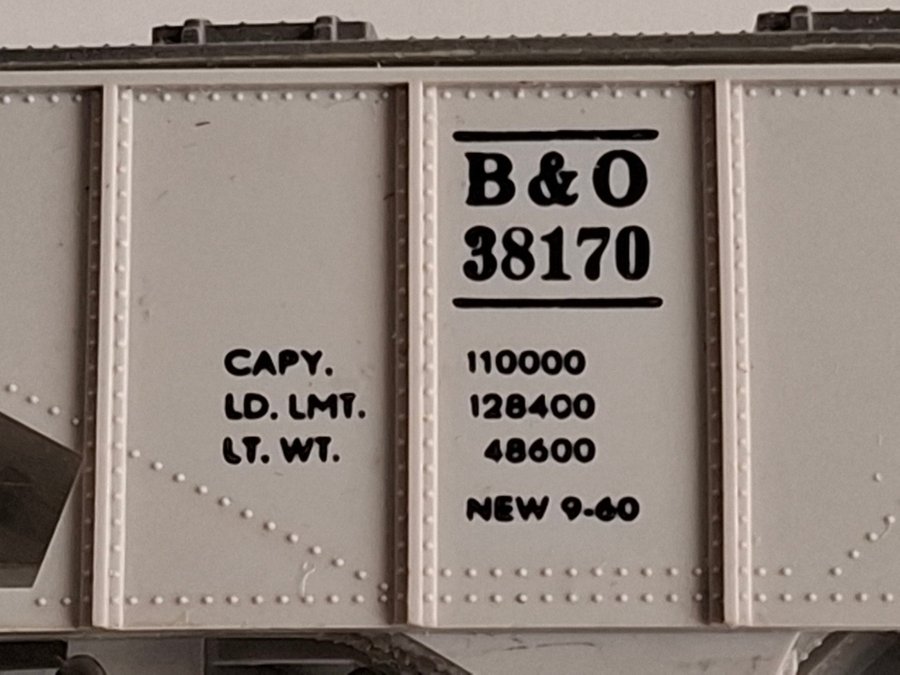 B & O
38170
CAPY. 110000
LD. LMT. 128400
LT. WT. 48600
NEW 9-60